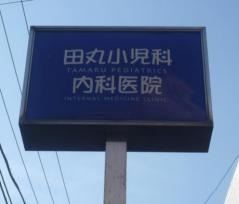 田丸小児科
TAMARU PEDIATRICS
内科医院
INTERNAL MEDICINE CLINIC